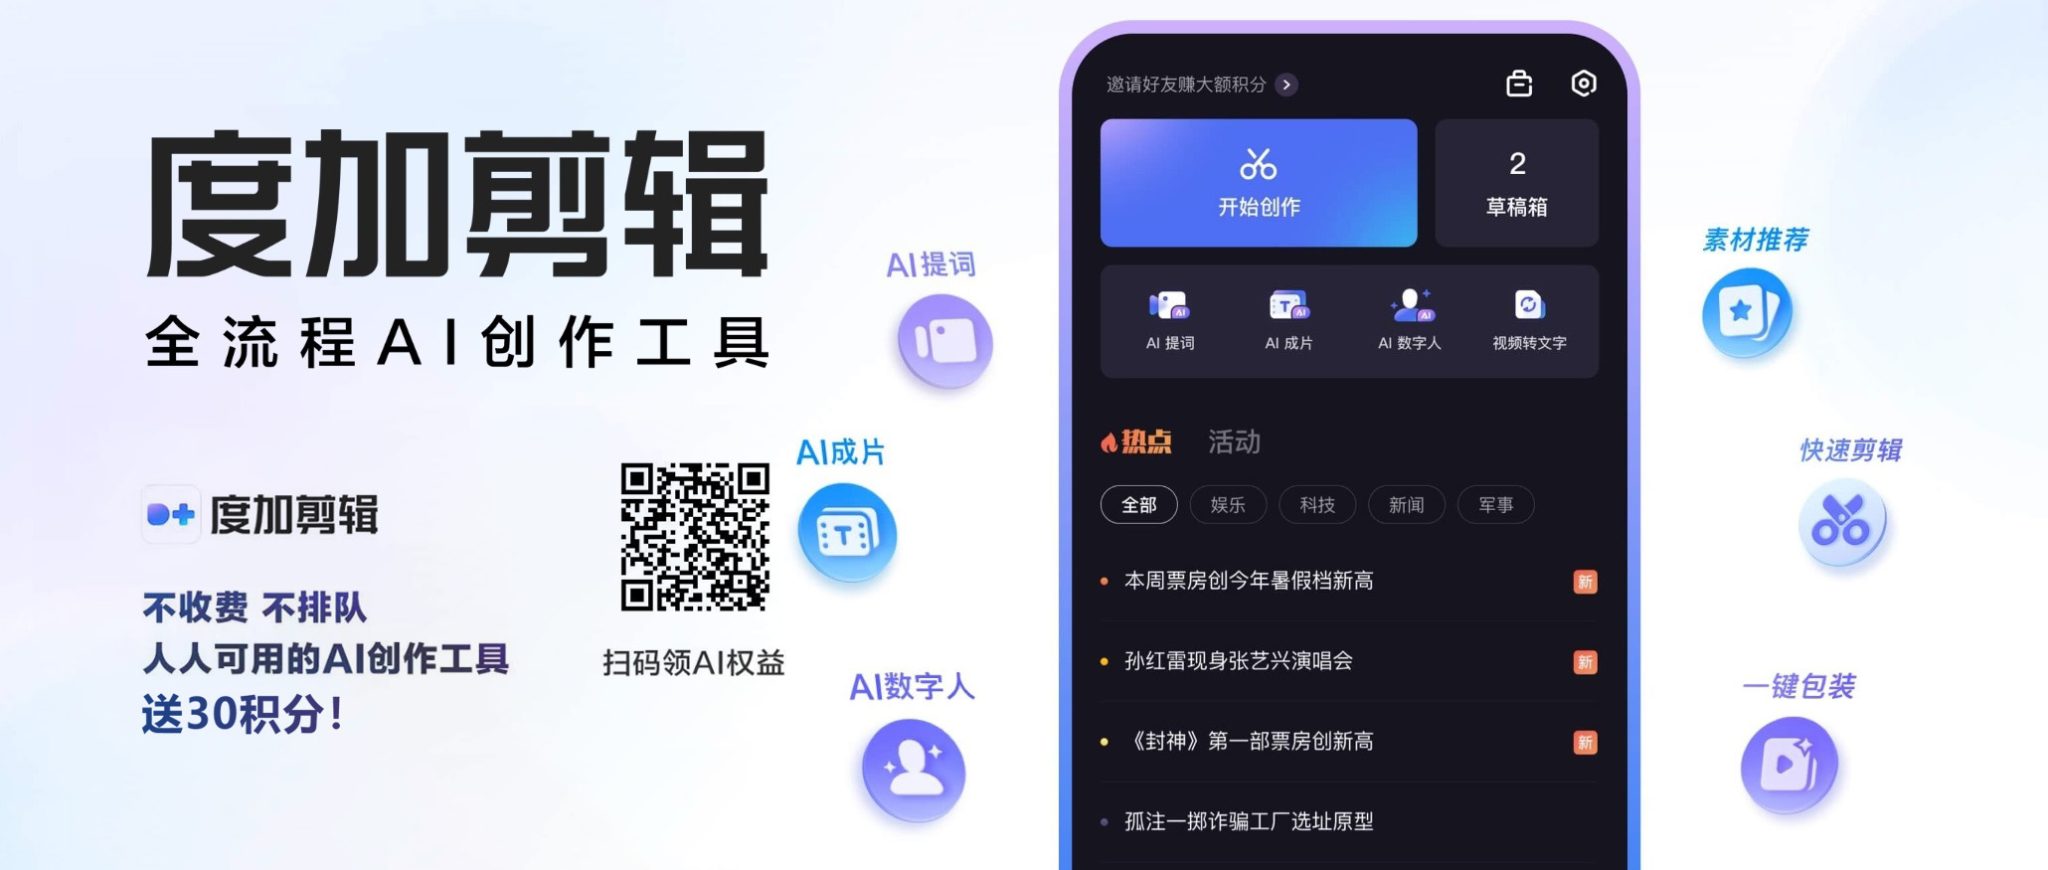 度加剪辑
全流程AI创作工具
度加剪辑
不收费 不排队
人人可用的AI创作工具
送30积分!
扫码领AI权益
AI提词
AI成片
AI数字人
邀请好友赚大额积分
开始创作
2
草稿箱
AI 提词
AI 成片
AI 数字人
视频转文字
热点
活动
全部
娱乐
科技
新闻
军事
本周票房创今年暑假档新高
新
孙红雷现身张艺兴演唱会
新
《封神》第一部票房创新高
新
孤注一掷诈骗工厂选址原型
素材推荐
快速剪辑
一键包装